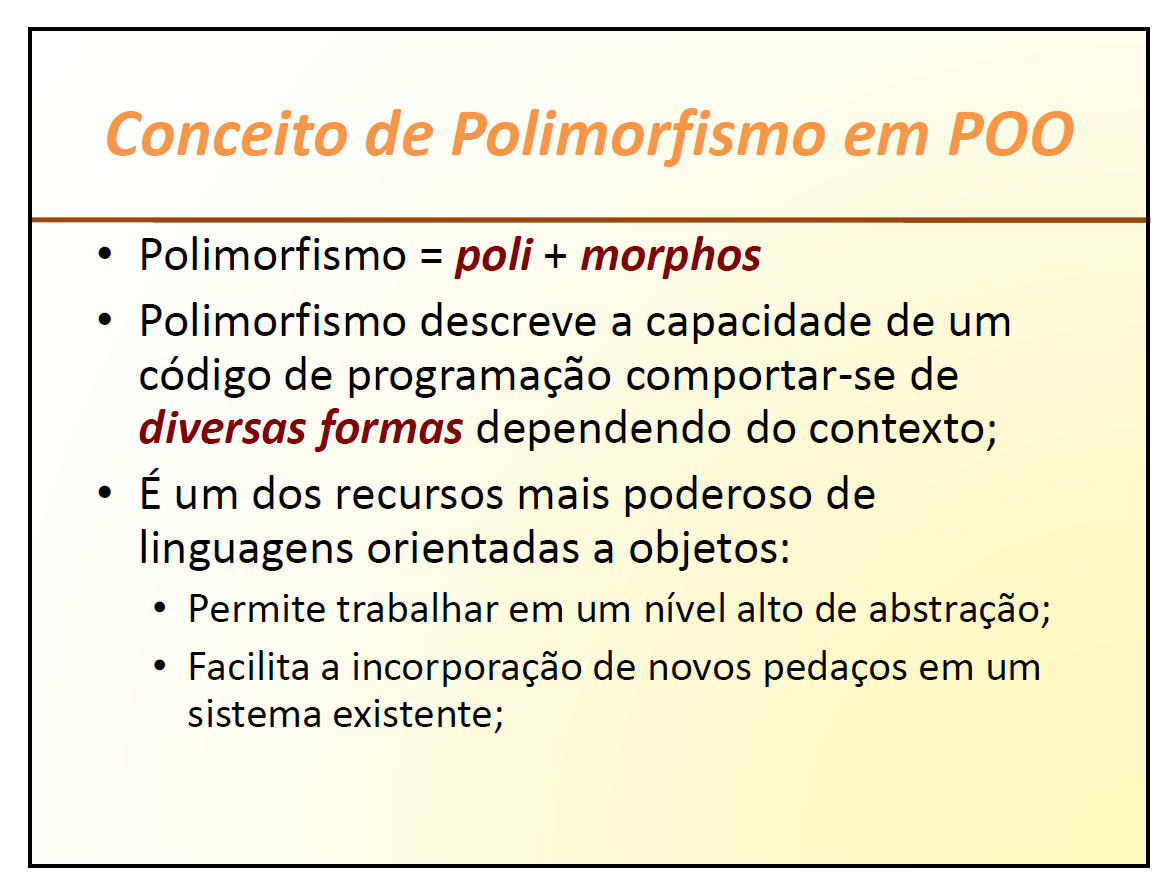 Conceito de Polimorfismo em POO
• Polimorfismo = poli + morphos
• Polimorfismo descreve a capacidade de um
código de programação comportar-se de
diversas formas dependendo do contexto;
• É um dos recursos mais poderoso de
linguagens orientadas a objetos:
• Permite trabalhar em um nível alto de abstração;
• Facilita a incorporação de novos pedaços em um
sistema existente;